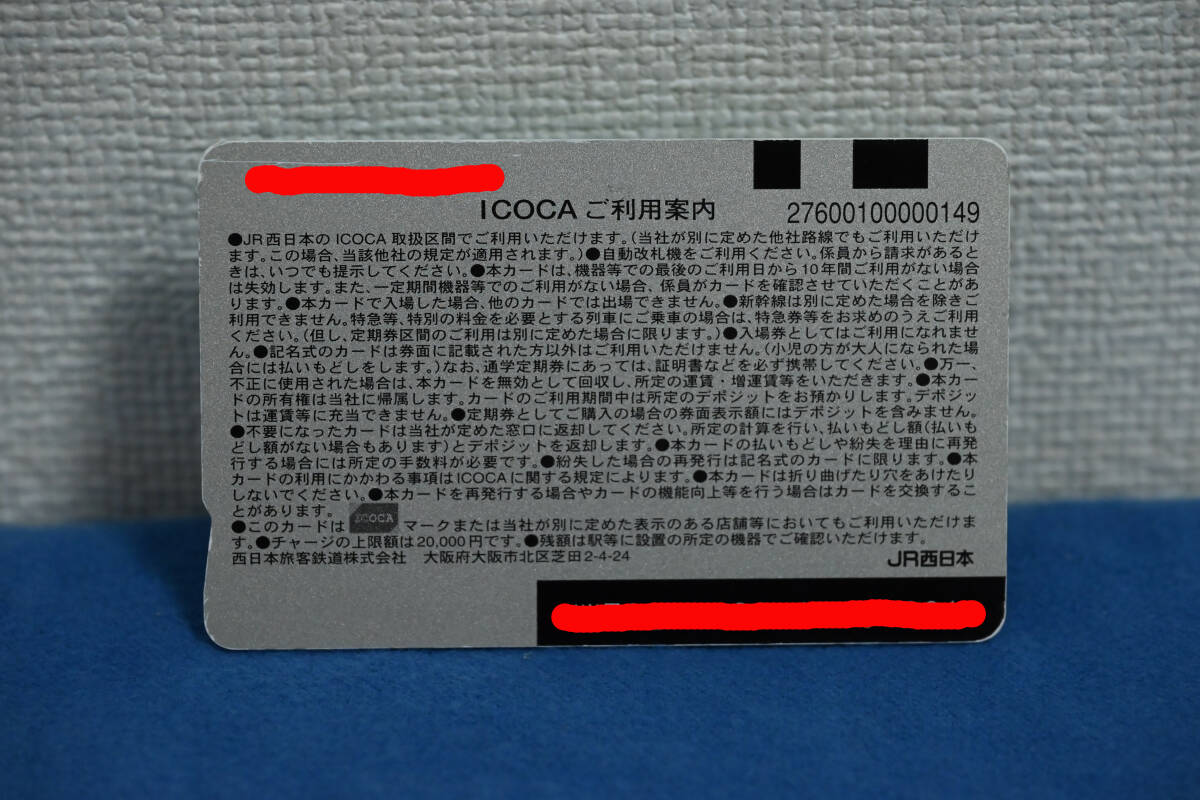 ICOCA ご利用案内 27600100000149
●JR西日本のICOCA取扱区間でご利用いただけます。(当社が別に定めた他社路線でもご利用いただけ
ます。この場合、当該他社の規定が適用されます。)●自動改札機をご利用ください。係員から請求があると
きは、いつでも提示してください。●本カードは、機器等での最後のご利用日から10年間ご利用がない場合
は失効します。また、一定期間機器等でのご利用がない場合、係員がカードを確認させていただくことがあ
ります。●本カードで入場した場合、他のカードでは出場できません。●新幹線は別に定めた場合を除きご
利用できません。特急等、特別の料金を必要とする列車にご乗車の場合は、特急券等をお求めのうえご利用
ください。(但し、定期券区間のご利用は別に定めた場合に限ります。)●入場券としてはご利用になれませ
ん。●記名式のカードは券面に記載された方以外はご利用いただけません。(小児の方が大人になられた場
合には払いもどしをします。)なお、通学定期券にあっては、証明書などを必ず携帯してください。●万一、
不正に使用された場合は、本カードを無効として回収し、所定の運賃・増運賃等をいただきます。●本カー
ドの所有権は当社に帰属します。カードのご利用期間中は所定のデポジットをお預かりします。デポジッ
トは運賃等に充当できません。●定期券としてご購入の場合の券面表示額にはデポジットを含みません。
●不要になったカードは当社が定めた窓口に返却してください。所定の計算を行い、払いもどし額(払いも
どし額がない場合もあります)とデポジットを返却します。●本カードの払いもどしや紛失を理由に再発
行する場合には所定の手数料が必要です。●紛失した場合の再発行は記名式のカードに限ります。●本
カードの利用にかかわる事項はICOCAに関する規定によります。●本カードは折り曲げたり穴をあけたり
しないでください。●本カードを再発行する場合やカードの機能向上等を行う場合はカードを交換するこ
とがあります。
●このカードは ICOCA マークまたは当社が別に定めた表示のある店舗等においてもご利用いただけま
す。●チャージの上限額は20,000円です。●残額は駅等に設置の所定の機器でご確認いただけます。
西日本旅客鉄道株式会社 大阪府大阪市北区芝田2-4-24 JR西日本